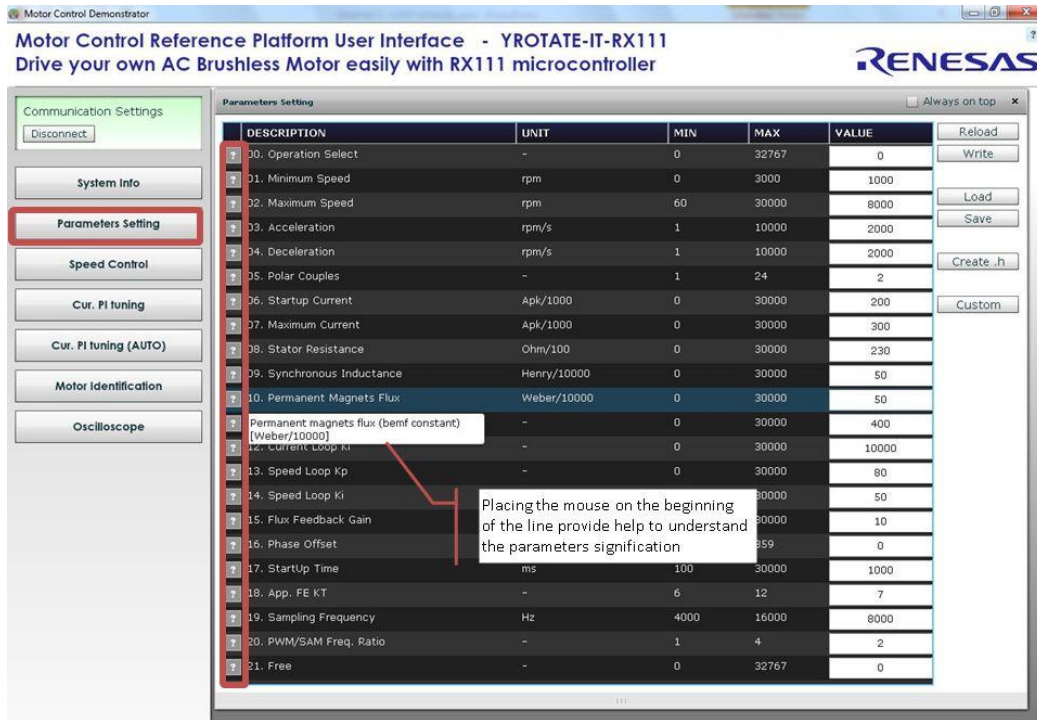 Motor Control Demonstrator
Motor Control Reference Platform User Interface - YROTATE-IT-RX111
Drive your own AC Brushless Motor easily with RX111 microcontroller
?
RENESAS
Communication Settings
Disconnect
System Info
Parameters Setting
Speed Control
Cur. PI tuning
Cur. PI tuning (AUTO)
Motor Identification
Oscilloscope
Parameters Setting
Always on top x
DESCRIPTION UNIT MIN MAX VALUE
? 00. Operation Select - 0 32767 0
? 01. Minimum Speed rpm 0 3000 1000
? 02. Maximum Speed rpm 60 30000 8000
? 03. Acceleration rpm/s 1 10000 2000
? 04. Deceleration rpm/s 1 10000 2000
? 05. Polar Couples - 1 24 2
? 06. Startup Current Apk/1000 0 30000 200
? 07. Maximum Current Apk/1000 0 30000 300
? 08. Stator Resistance Ohm/100 0 30000 230
? 09. Synchronous Inductance Henry/10000 0 30000 50
? 10. Permanent Magnets Flux Weber/10000 0 30000 50
? - 0 30000 400
Permanent magnets flux (bemf constant)
[Weber/10000]
? 12. Current Loop Ki - 0 30000 10000
? 13. Speed Loop Kp - 0 30000 80
? 14. Speed Loop Ki 30000 50
? 15. Flux Feedback Gain 30000 10
? 16. Phase Offset 359 0
Placing the mouse on the beginning
of the line provide help to understand
the parameters signification
? 17. StartUp Time ms 100 30000 1000
? 18. App. FE KT - 6 12 7
? 19. Sampling Frequency Hz 4000 16000 8000
? 20. PWM/SAM Freq. Ratio - 1 4 2
? 21. Free - 0 32767 0
Reload
Write
Load
Save
Create .h
Custom